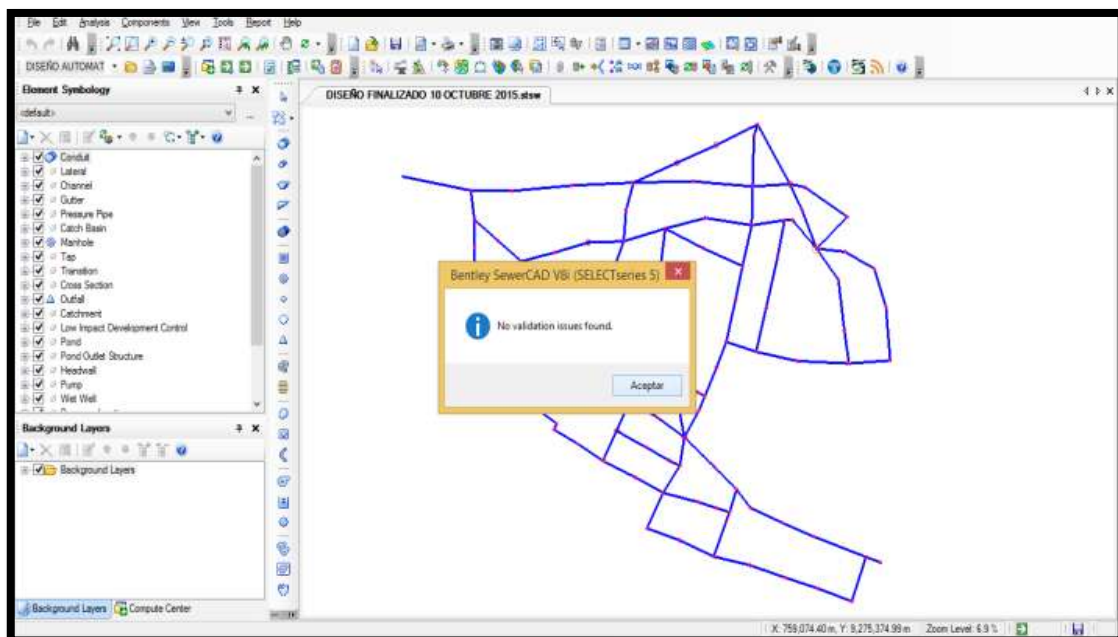 File Edit Analysis Components View Tools Report Help
DISEÑO AUTOMAT
Element Symbology
<default>
DISEÑO FINALIZADO 10 OCTUBRE 2015.stsw
Conduit
Lateral
Channel
Gutter
Pressure Pipe
Catch Basin
Manhole
Tap
Transition
Cross Section
Outfall
Catchment
Low Impact Development Control
Pond
Pond Outlet Structure
Headwall
Pump
Wet Well
Bentley SewerCAD V8i (SELECTseries 5)
No validation issues found.
Aceptar
Background Layers
Background Layers
Background Layers Compute Center
X: 759,074.40 m, Y: 9,275,374.99 m Zoom Level: 6.9 %